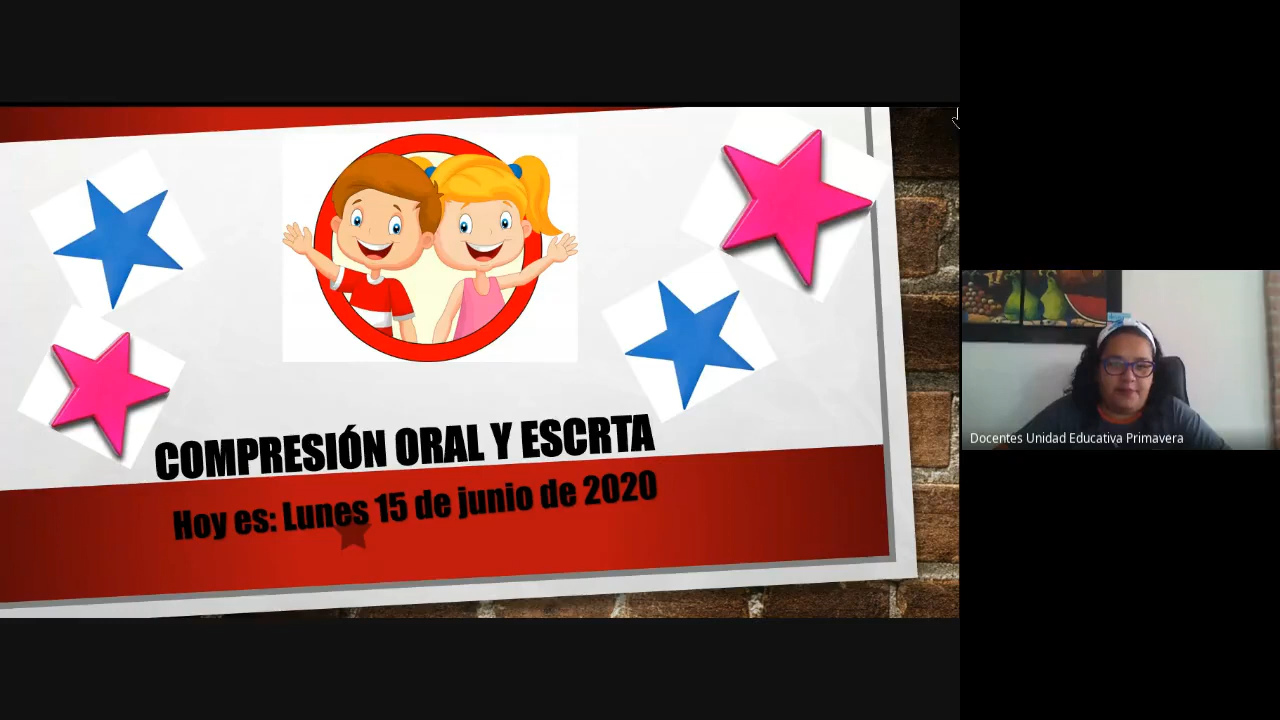 COMPRESIÓN ORAL Y ESCRTA
Hoy es: Lunes 15 de junio de 2020
Docentes Unidad Educativa Primavera